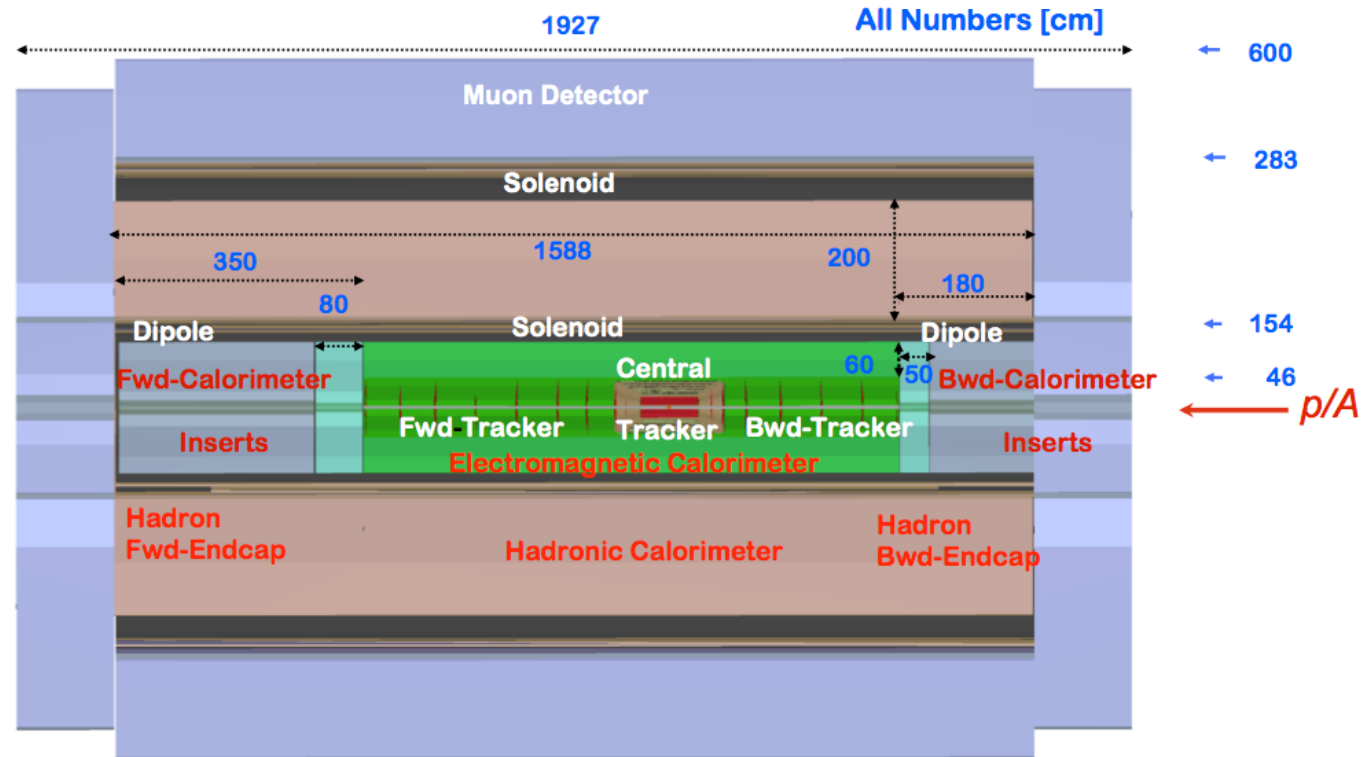 1927
All Numbers [cm]
600
Muon Detector
283
Solenoid
1588
200
350
180
80
Dipole
Solenoid
Dipole
154
Fwd-Calorimeter
Central
60
50
Bwd-Calorimeter
46
p/A
Fwd-Tracker
Tracker
Bwd-Tracker
Inserts
Inserts
Electromagnetic Calorimeter
Hadron
Fwd-Endcap
Hadronic Calorimeter
Hadron
Bwd-Endcap